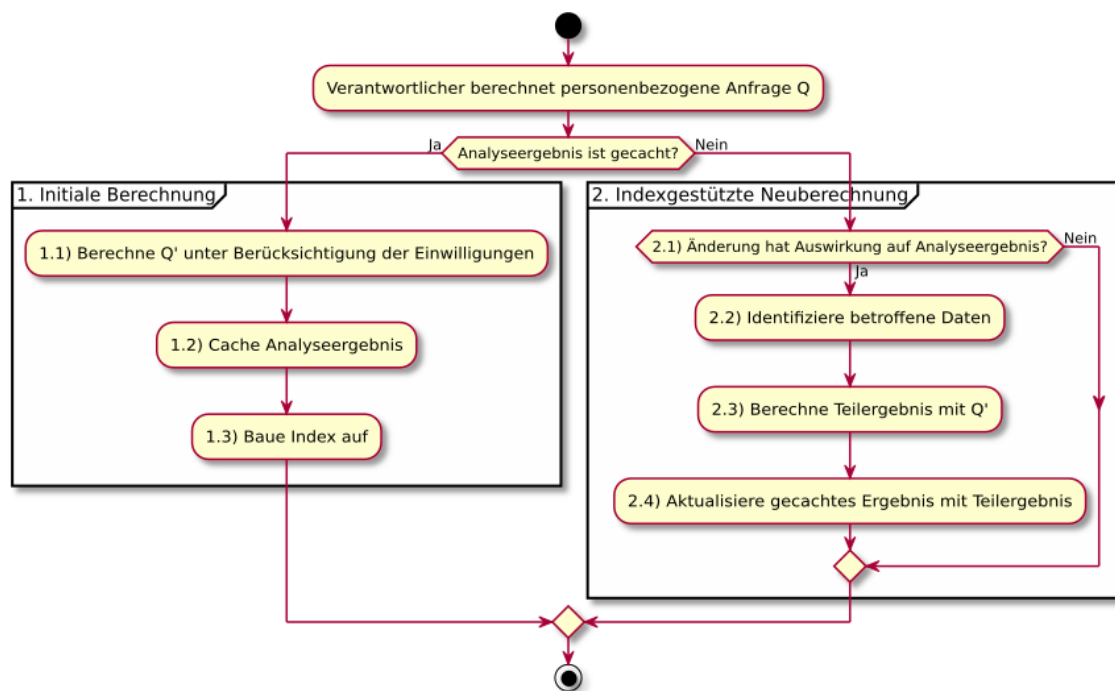 Verantwortlicher berechnet personenbezogene Anfrage Q
Ja
Analyseergebnis ist gecacht?
Nein
1. Initiale Berechnung
1.1) Berechne Q' unter Berücksichtigung der Einwilligungen
1.2) Cache Analyseergebnis
1.3) Baue Index auf
2. Indexgestützte Neuberechnung
2.1) Änderung hat Auswirkung auf Analyseergebnis?
Nein
Ja
2.2) Identifiziere betroffene Daten
2.3) Berechne Teilergebnis mit Q'
2.4) Aktualisiere gecachtes Ergebnis mit Teilergebnis